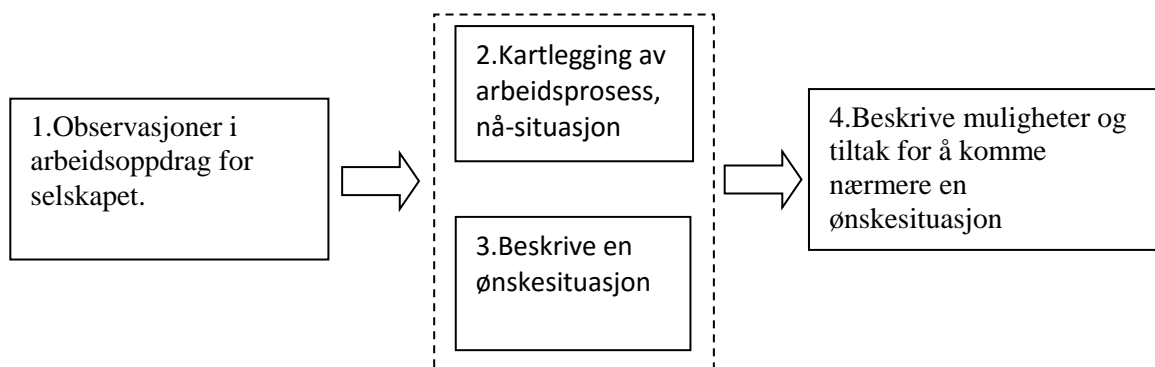 1.Observasjoner i
arbeidsoppdrag for
selskapet.
2.Kartlegging av
arbeidsprosess,
nå-situasjon
3.Beskrive en
ønskesituasjon
4.Beskrive muligheter og
tiltak for å komme
nærmere en
ønskesituasjon